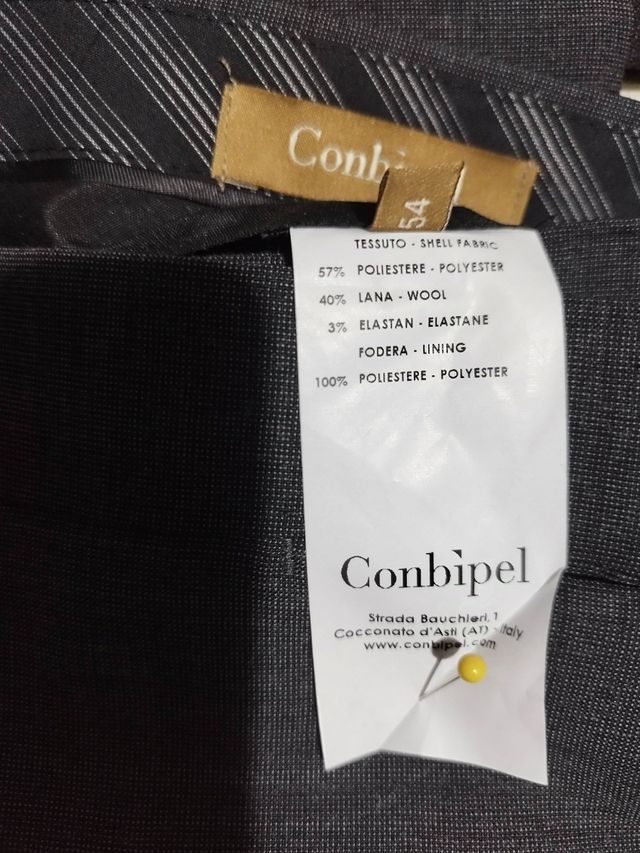 Conbipel
54
TESSUTO - SHELL FABRIC
57% POLIESTERE - POLYESTER
40% LANA - WOOL
3% ELASTAN - ELASTANE
FODERA - LINING
100% POLIESTERE - POLYESTER
Conbipel
Strada Bauchieri, 1
Cocconato d'Asti (AT) - Italy
www.conbipel.com